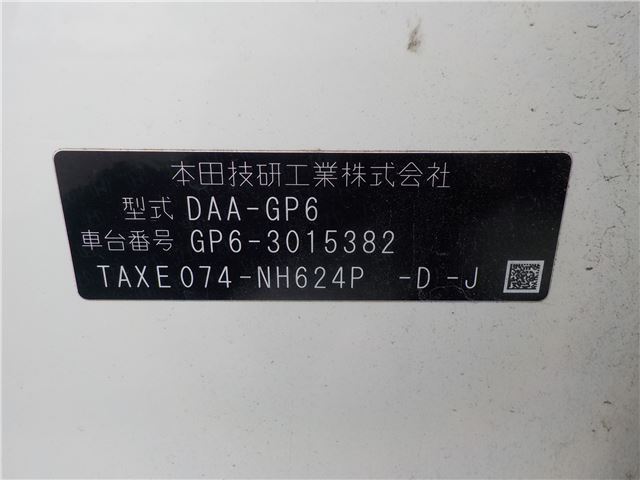 本田技研工業株式会社
型式 DAA-GP6
車台番号 GP6-3015382
TAXE074-NH624P -D -J